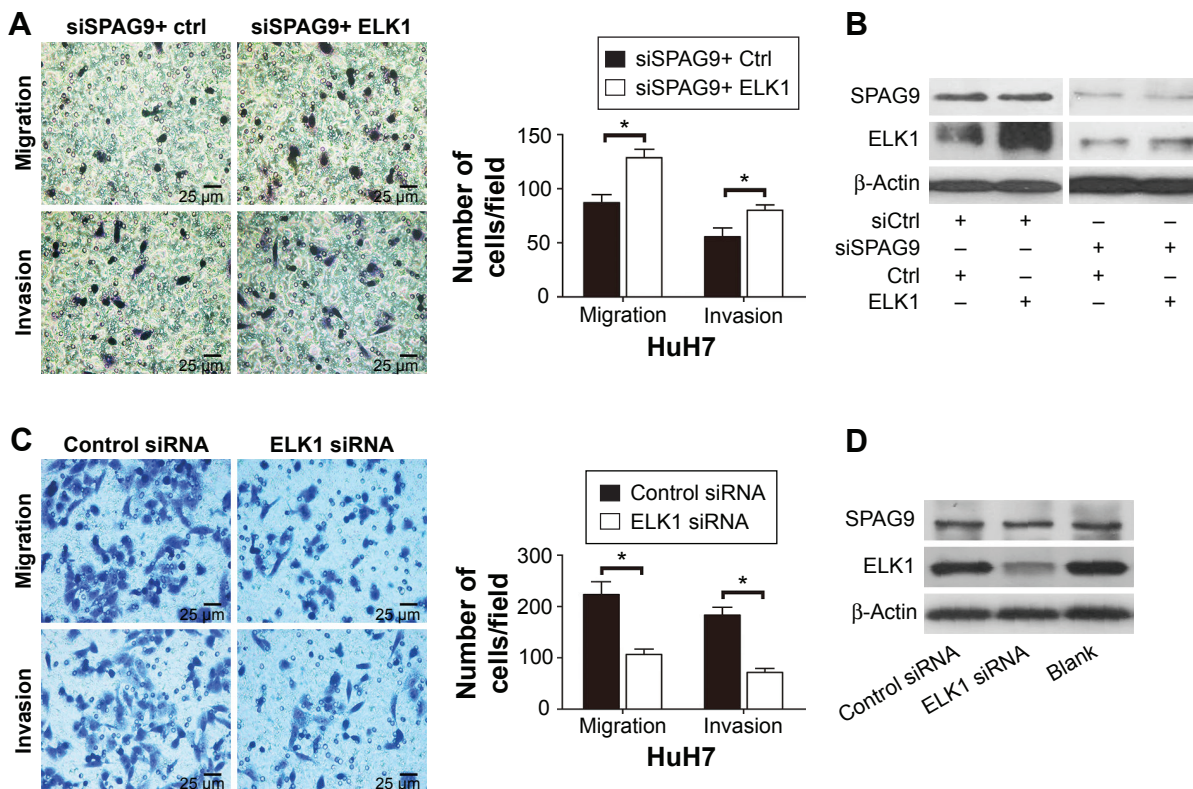 A
siSPAG9+ ctrl
siSPAG9+ ELK1
Migration
25 µm
25 µm
Invasion
25 µm
25 µm
siSPAG9+ Ctrl
siSPAG9+ ELK1
Number of
cells/field
150
100
50
0
*
*
Migration
Invasion
HuH7
B
SPAG9
ELK1
β-Actin
siCtrl + + – –
siSPAG9 – – + +
Ctrl + – + –
ELK1 – + – +
C
Control siRNA
ELK1 siRNA
Migration
25 µm
25 µm
Invasion
25 µm
25 µm
Control siRNA
ELK1 siRNA
Number of
cells/field
300
200
100
0
*
*
Migration
Invasion
HuH7
D
SPAG9
ELK1
β-Actin
Control siRNA
ELK1 siRNA
Blank